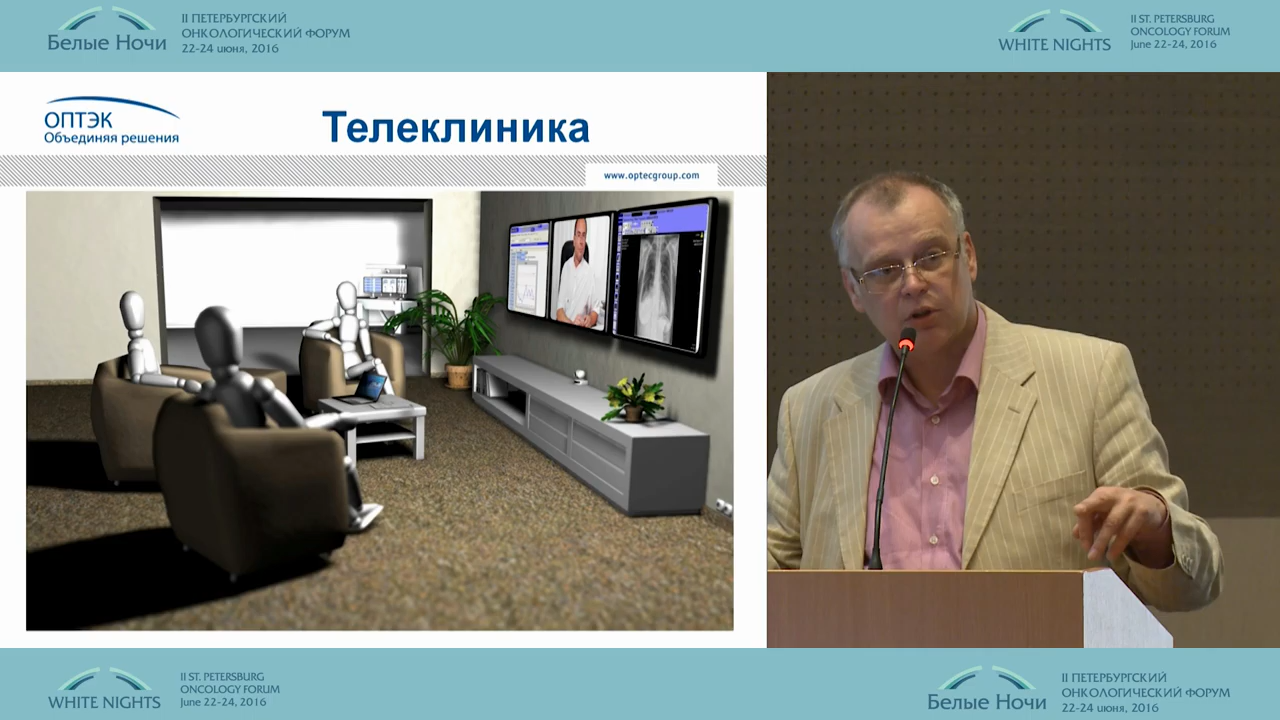 Белые Ночи
II ПЕТЕРБУРГСКИЙ
ОНКОЛОГИЧЕСКИЙ ФОРУМ
22-24 июня, 2016
WHITE NIGHTS
II ST. PETERSBURG
ONCOLOGY FORUM
June 22-24, 2016
ОПТЭК
Объединяя решения
Телеклиника
www.optecgroup.com
WHITE NIGHTS
II ST. PETERSBURG
ONCOLOGY FORUM
June 22-24, 2016
Белые Ночи
II ПЕТЕРБУРГСКИЙ
ОНКОЛОГИЧЕСКИЙ ФОРУМ
22-24 июня, 2016